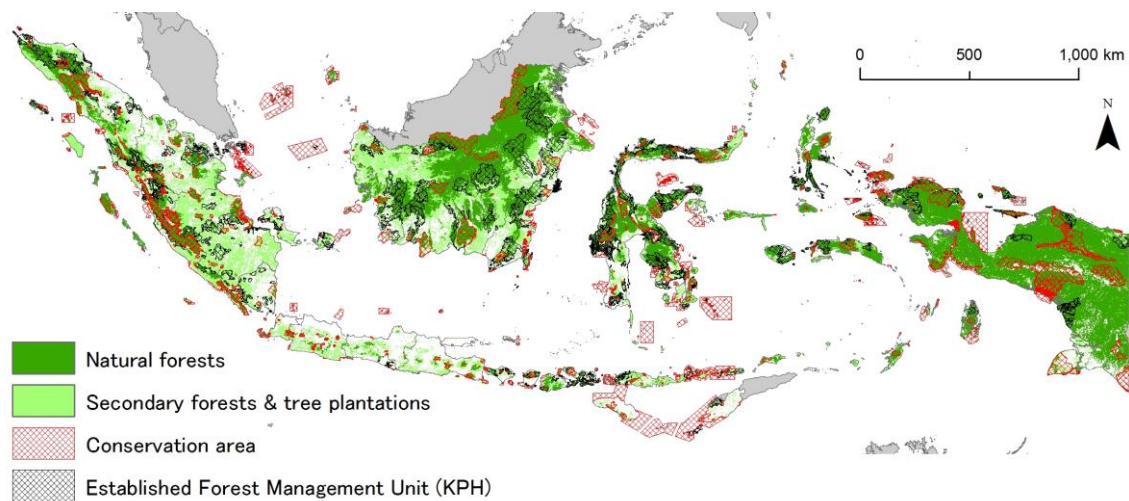 0 500 1,000 km
N
Natural forests
Secondary forests & tree plantations
Conservation area
Established Forest Management Unit (KPH)